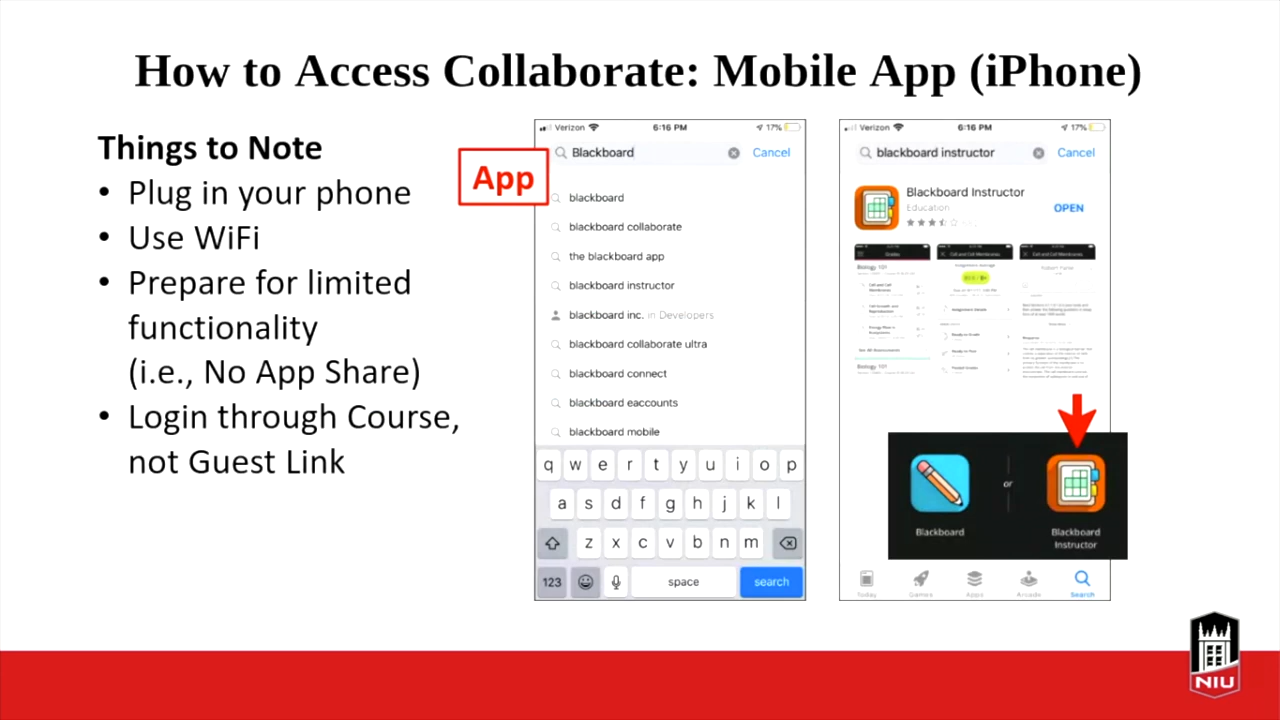 How to Access Collaborate: Mobile App (iPhone)
Things to Note
• Plug in your phone
• Use WiFi
• Prepare for limited
functionality
(i.e., No App Share)
• Login through Course,
not Guest Link
App
Verizon
6:16 PM
17%
Blackboard
Cancel
blackboard
blackboard collaborate
the blackboard app
blackboard instructor
blackboard inc. in Developers
blackboard collaborate ultra
blackboard connect
blackboard eaccounts
blackboard mobile
q w e r t y u i o p
a s d f g h j k l
z x c v b n m
123 space search
Verizon
6:16 PM
17%
blackboard instructor
Cancel
Blackboard Instructor
Education
OPEN
Biology 101
Biology 101
Blackboard
or
Blackboard
Instructor
Today Games Apps Arcade Search
NIU